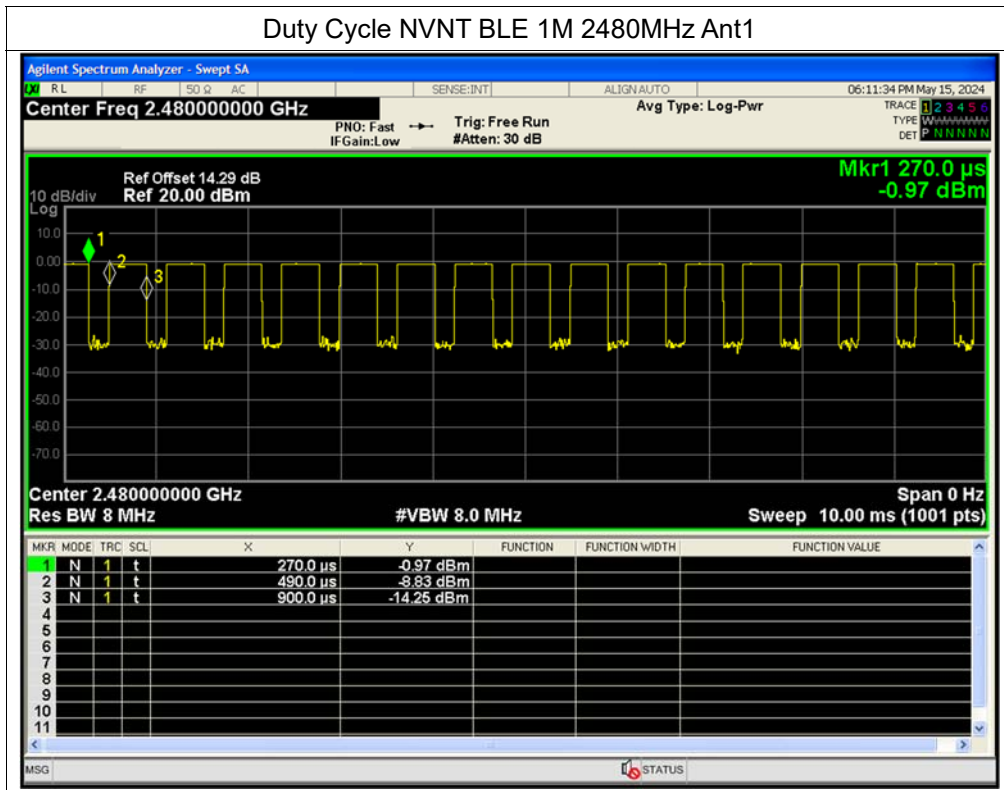 Duty Cycle NVNT BLE 1M 2480MHz Ant1
Agilent Spectrum Analyzer - Swept SA
LXI RL RF 50 Ω AC SENSE:INT ALIGN AUTO 06:11:34 PM May 15, 2024
Center Freq 2.480000000 GHz Avg Type: Log-Pwr TRACE 1 2 3 4 5 6
PNO: Fast Trig: Free Run TYPE W
IFGain:Low #Atten: 30 dB DET P N N N N N
Mkr1 270.0 µs
-0.97 dBm
Ref Offset 14.29 dB
10 dB/div Ref 20.00 dBm
Log
10.0
0.00
-10.0
-20.0
-30.0
-40.0
-50.0
-60.0
-70.0
1
2
3
Center 2.480000000 GHz Span 0 Hz
Res BW 8 MHz #VBW 8.0 MHz Sweep 10.00 ms (1001 pts)
MKR MODE TRC SCL X Y FUNCTION FUNCTION WIDTH FUNCTION VALUE
1 N 1 t 270.0 µs -0.97 dBm
2 N 1 t 490.0 µs -8.83 dBm
3 N 1 t 900.0 µs -14.25 dBm
4
5
6
7
8
9
10
11
MSG STATUS